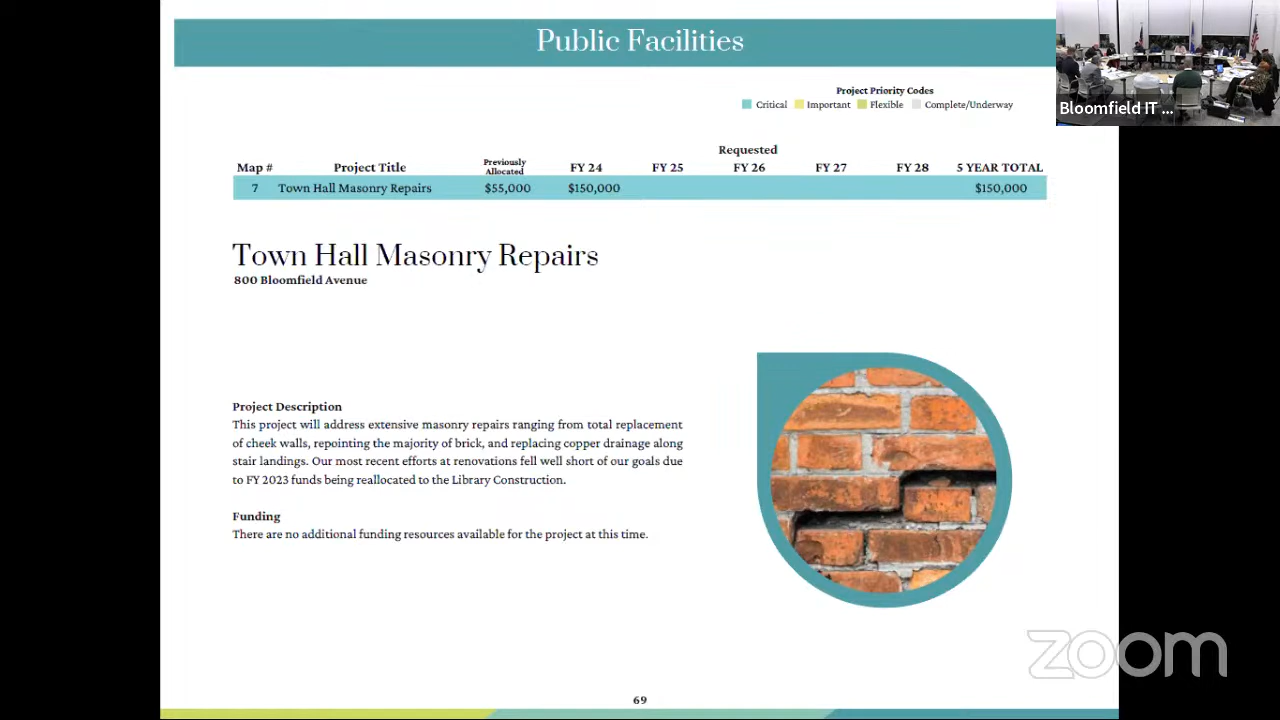 Public Facilities
Bloomfield IT ...
Project Priority Codes
Critical Important Flexible Complete/Underway
Requested
Map # Project Title Previously Allocated FY 24 FY 25 FY 26 FY 27 FY 28 5 YEAR TOTAL
7 Town Hall Masonry Repairs $55,000 $150,000 $150,000
Town Hall Masonry Repairs
800 Bloomfield Avenue
Project Description
This project will address extensive masonry repairs ranging from total replacement
of cheek walls, repointing the majority of brick, and replacing copper drainage along
stair landings. Our most recent efforts at renovations fell well short of our goals due
to FY 2023 funds being reallocated to the Library Construction.
Funding
There are no additional funding resources available for the project at this time.
zoom
69